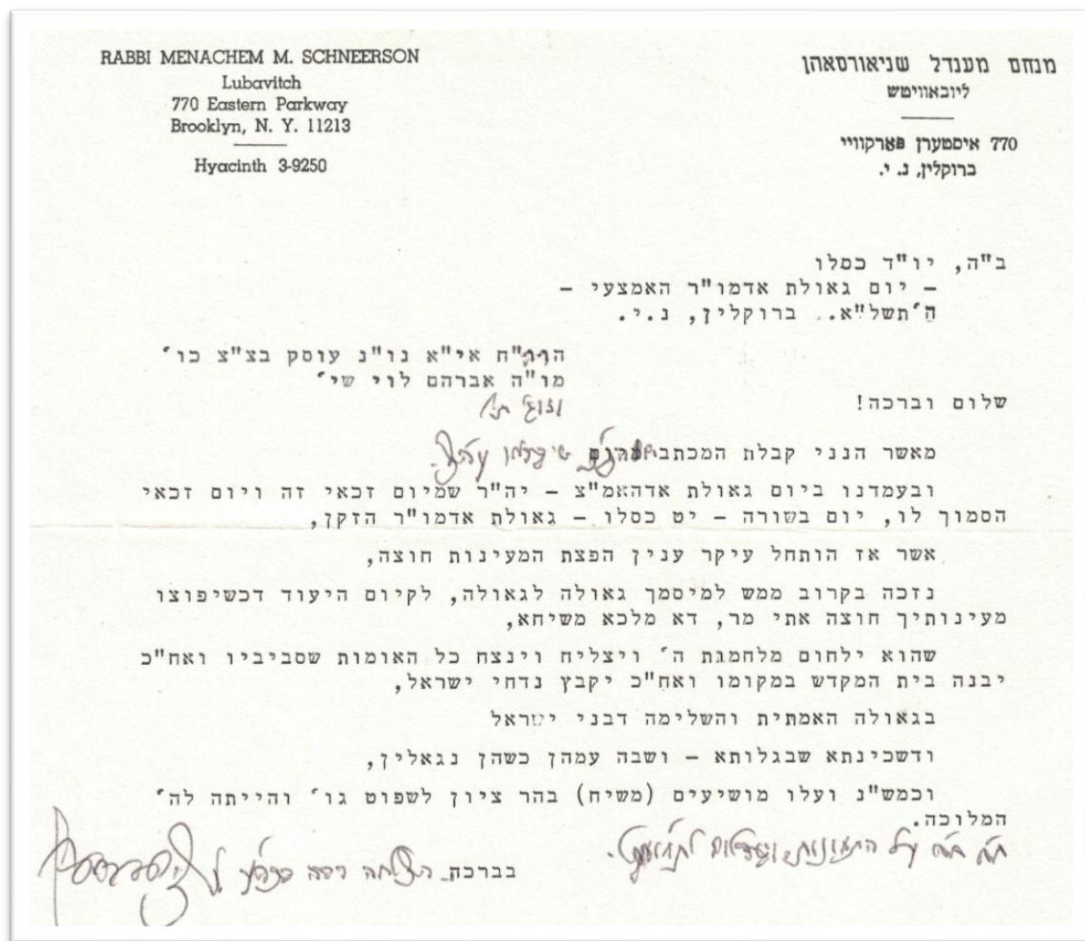 RABBI MENACHEM M. SCHNEERSON
Lubavitch
770 Eastern Parkway
Brooklyn, N. Y. 11213
Hyacinth 3-9250
מנחם מענדל שניאורסאהן
ליובאוויטש
770 איסטערן פארקוויי
ברוקלין, נ. י.
ב"ה, יו"ד כסלו
– יום גאולת אדמו"ר האמצעי –
ה'תשל"א. ברוקלין, נ.י.
הרה"ח אי"א נו"נ עוסק בצ"צ כו'
מו"ה אברהם לוי שי'
שלום וברכה!
מאשר הנני קבלת המכתב
ובעמדנו ביום גאולת אדהאמ"צ – יה"ר שמיום זכאי זה ויום זכאי
הסמוך לו, יום בשורה – יט כסלו – גאולת אדמו"ר הזקן,
אשר אז הותחל עיקר ענין הפצת המעינות חוצה,
נזכה בקרוב ממש למיסמך גאולה לגאולה, לקיום היעוד דכשיפוצו
מעינותיך חוצה אתי מר, דא מלכא משיחא,
שהוא ילחום מלחמת ה' ויצליח וינצח כל האומות שסביביו ואח"כ
יבנה בית המקדש במקומו ואח"כ יקבץ נדחי ישראל,
בגאולה האמתית והשלימה דבני ישראל
ודשכינתא שבגלותא – ושבה עמהן כשהן נגאלין,
וכמש"נ ועלו מושיעים (משיח) בהר ציון לשפוט גו' והייתה לה'
המלוכה.
בברכה